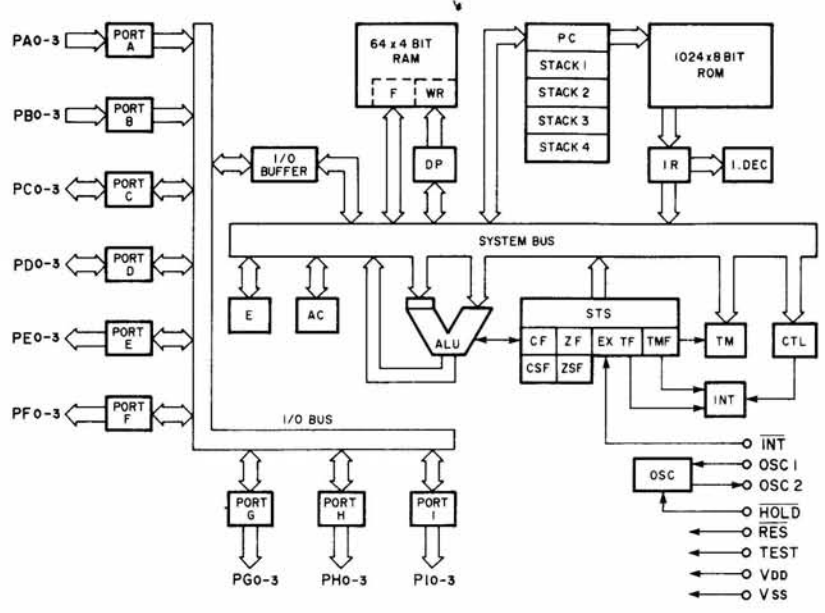 PA0-3
PORT
A
64 x 4 BIT
RAM
F
WR
PC
STACK 1
STACK 2
STACK 3
STACK 4
1024 x 8 BIT
ROM
PB0-3
PORT
B
I/O
BUFFER
DP
IR
I. DEC
PC0-3
PORT
C
SYSTEM BUS
PD0-3
PORT
D
E
AC
ALU
STS
CF
ZF
EX TF
TMF
CSF
ZSF
TM
CTL
INT
PE0-3
PORT
E
PF0-3
PORT
F
I/O BUS
INT
OSC
OSC 1
OSC 2
HOLD
RES
TEST
VDD
VSS
PORT
G
PORT
H
PORT
I
PG0-3
PH0-3
PI0-3